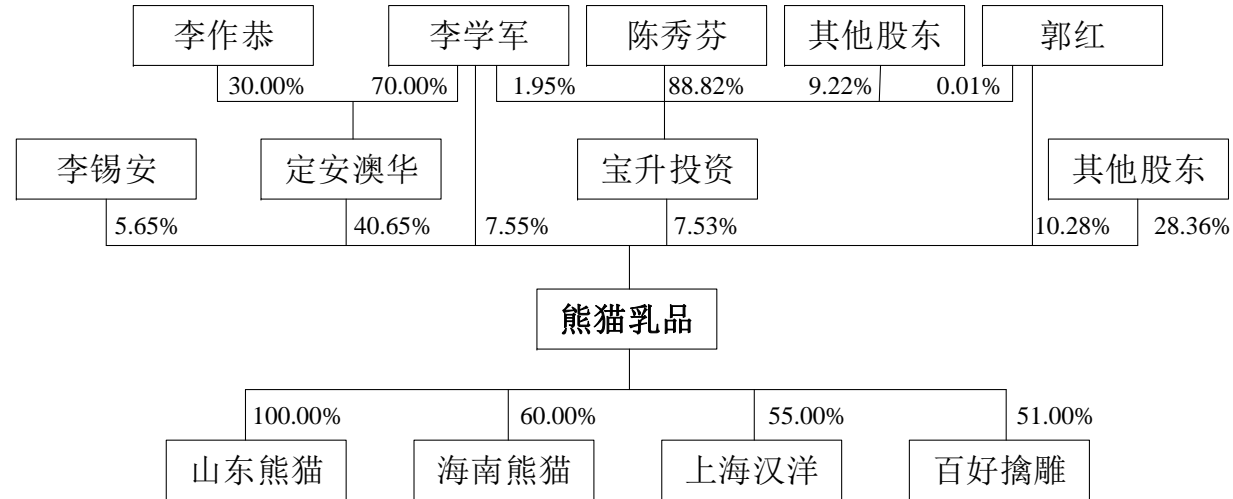 李作恭 李学军 陈秀芬 其他股东 郭红
30.00% 70.00% 1.95% 88.82% 9.22% 0.01%
李锡安 定安澳华 宝升投资 其他股东
5.65% 40.65% 7.55% 7.53% 10.28% 28.36%
熊猫乳品
100.00% 60.00% 55.00% 51.00%
山东熊猫 海南熊猫 上海汉洋 百好擒雕